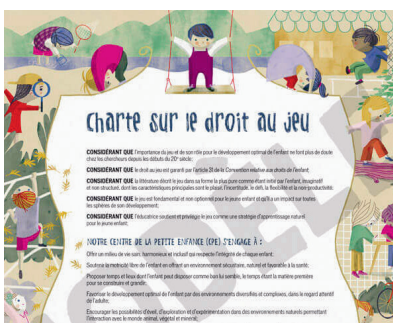 Charte sur le droit au jeu
CONSIDÉRANT QUE l'importance du jeu et de son rôle pour le développement optimal de l'enfant ne font plus de doute
chez les chercheurs depuis les débuts du 20e siècle;
CONSIDÉRANT QUE le droit au jeu est garanti par l'article 31 de la Convention relative aux droits de l'enfant;
CONSIDÉRANT QUE la littérature décrit le jeu dans sa forme la plus pure comme étant initié par l'enfant, imaginatif
et non structuré, dont les caractéristiques principales sont le plaisir, l'incertitude, le défi, la flexibilité et la non-productivité;
CONSIDÉRANT QUE le jeu est fondamental et non optionnel pour le jeune enfant et qu'il a un impact sur toutes
les sphères de son développement;
CONSIDÉRANT QUE l'éducatrice soutient et privilégie le jeu comme une stratégie d'apprentissage naturel
pour le jeune enfant;
NOTRE CENTRE DE LA PETITE ENFANCE (CPE) S'ENGAGE À :
Offrir un milieu de vie sain, harmonieux et inclusif qui respecte l'intégrité de chaque enfant;
Soutenir la motricité libre de l'enfant en offrant un environnement sécuritaire, naturel et favorable à la santé;
Proposer temps et lieux dont l'enfant peut disposer comme bon lui semble, le temps étant la matière première
pour se construire et grandir;
Favoriser le développement optimal de l'enfant par des environnements diversifiés et complexes, dans le regard attentif
de l'adulte;
Encourager les possibilités d'éveil, d'exploration et d'expérimentation dans des environnements naturels permettant
l'interaction avec le monde animal, végétal et minéral;